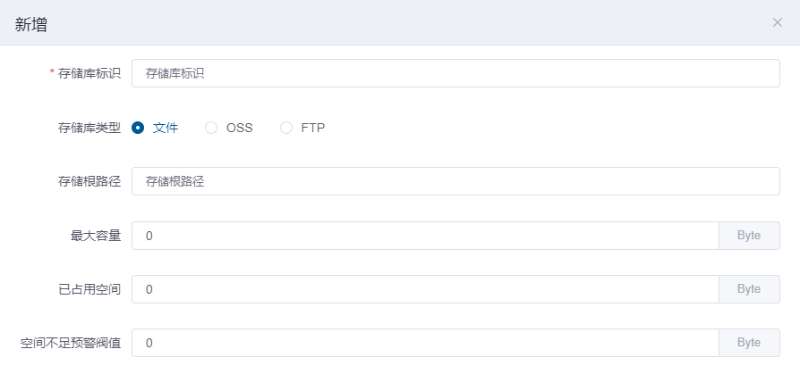 新增
* 存储库标识 存储库标识
存储库类型 文件 OSS FTP
存储根路径 存储根路径
最大容量 0 Byte
已占用空间 0 Byte
空间不足预警阀值 0 Byte